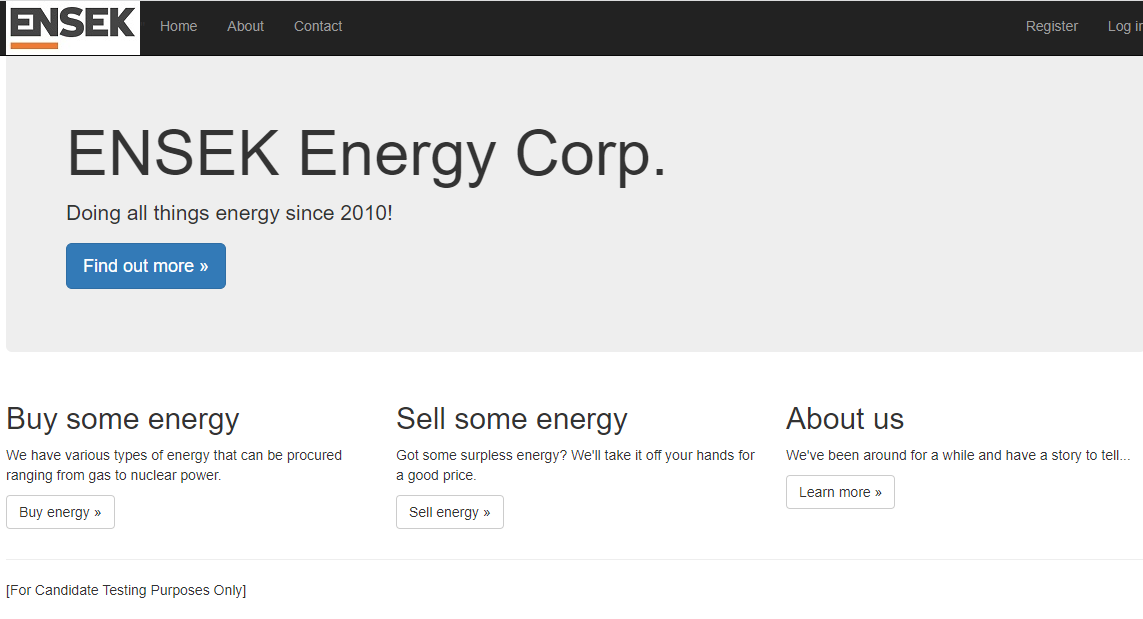 ENSEK
Home About Contact Register Log in
ENSEK Energy Corp.
Doing all things energy since 2010!
Find out more »
Buy some energy
We have various types of energy that can be procured
ranging from gas to nuclear power.
Buy energy »
Sell some energy
Got some surpless energy? We'll take it off your hands for
a good price.
Sell energy »
About us
We've been around for a while and have a story to tell...
Learn more »
[For Candidate Testing Purposes Only]